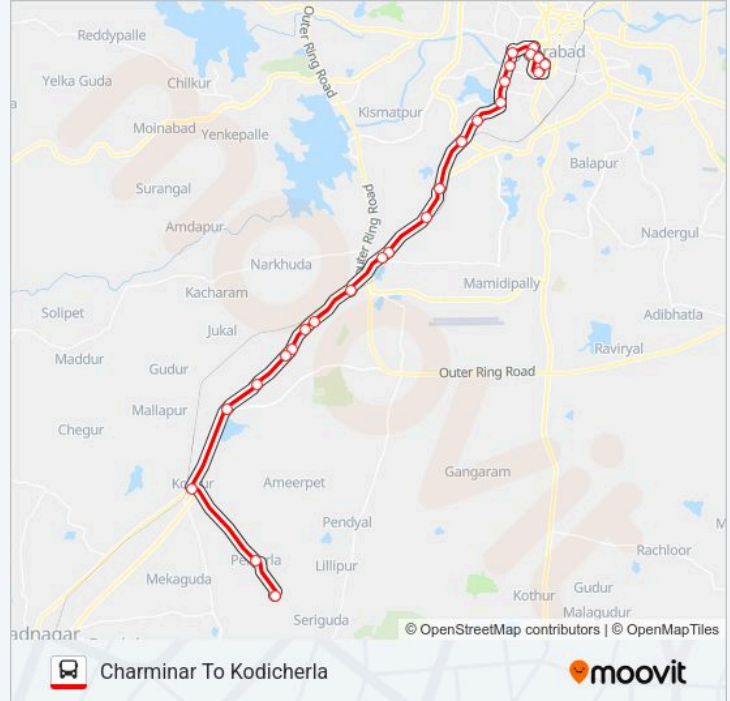 Reddypalle
Outer Ring Road
rabad
Yelka Guda
Chilkur
Kismatpur
Moinabad
Yenkepalle
Balapur
Surangal
Outer Ring Road
Amdapur
Nadergul
Narkhuda
Mamidipally
Kacharam
Solipet
Adibhatla
Jukal
Raviryal
Maddur
Gudur
Outer Ring Road
Mallapur
Chegur
Gangaram
Ameerpet
Pendyal
Lillipur
Rachloor
Mekaguda
Gudur
Kothur
Malagudur
Seriguda
adnagar
© OpenStreetMap contributors | © OpenMapTiles
Charminar To Kodicherla
moovit